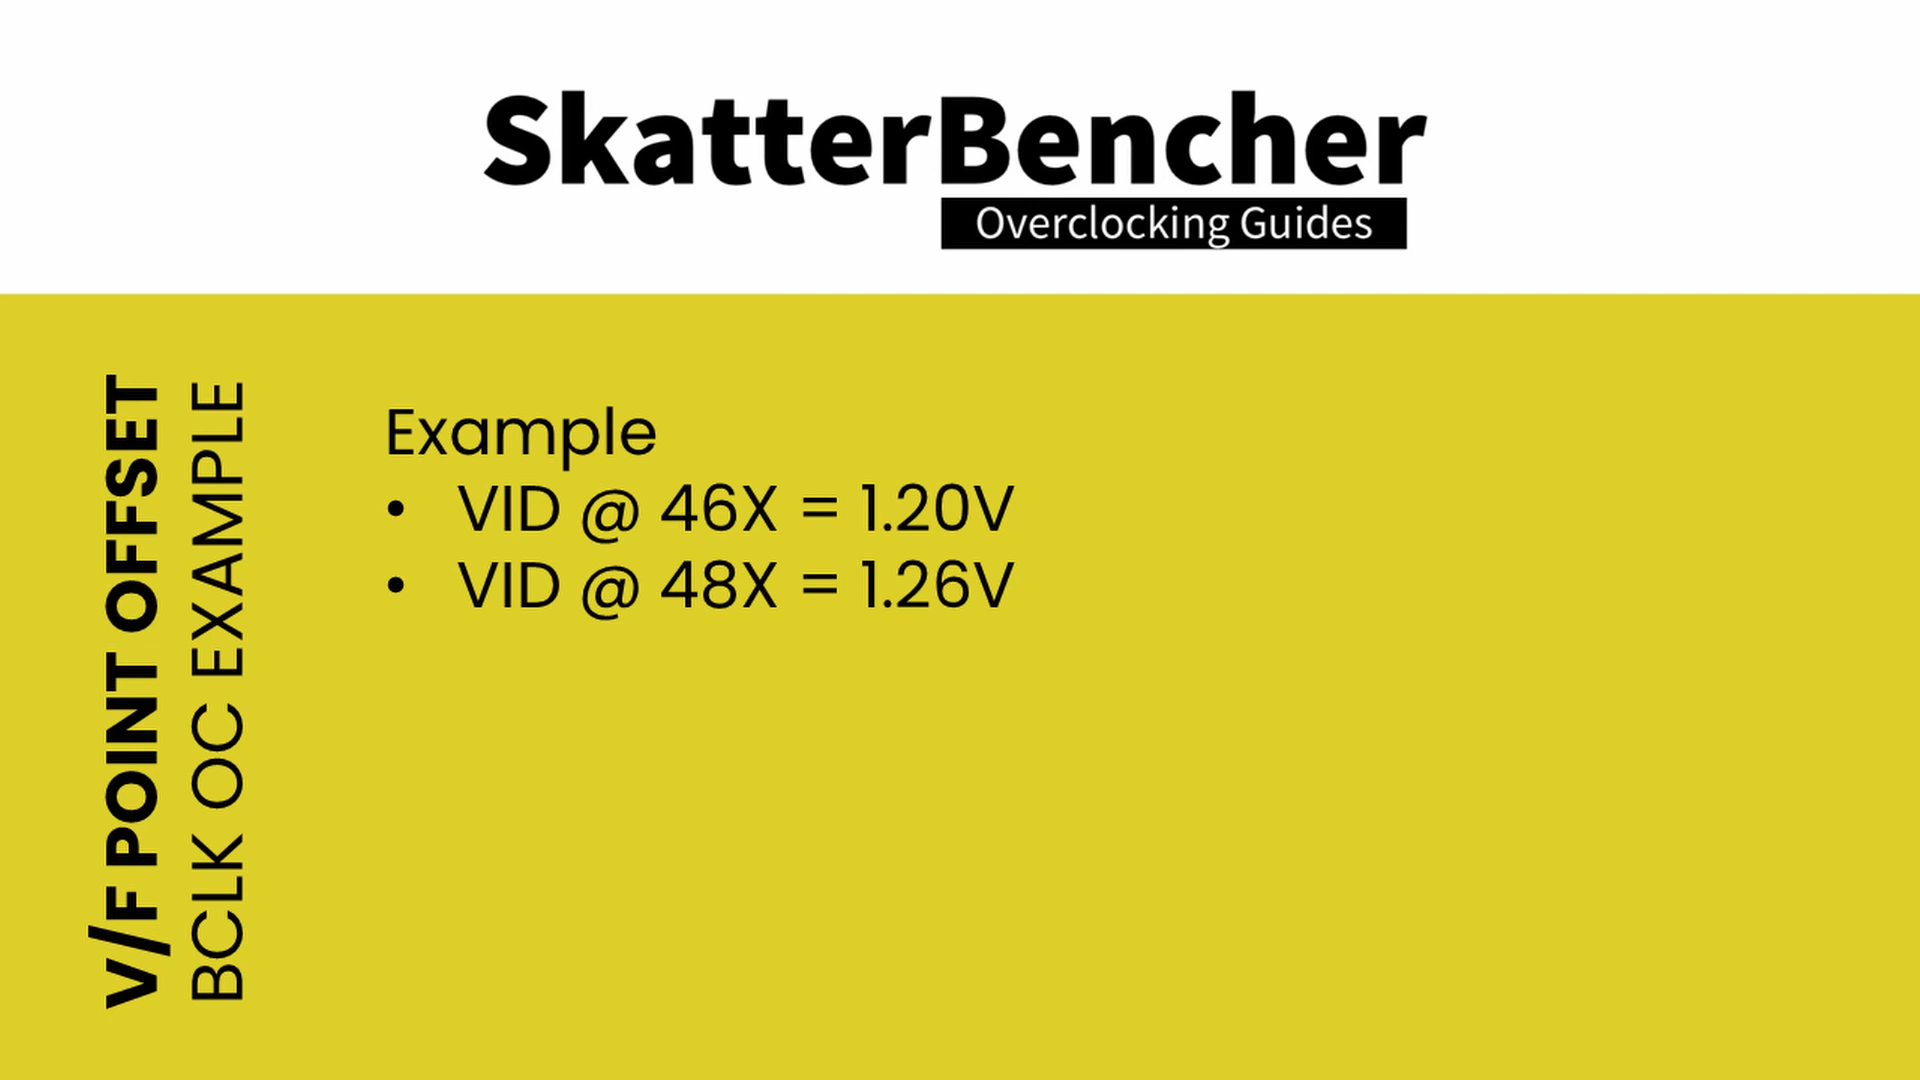 SkatterBencher
Overclocking Guides
V/F POINT OFFSET
BCLK OC EXAMPLE
Example
• VID @ 46X = 1.20V
• VID @ 48X = 1.26V